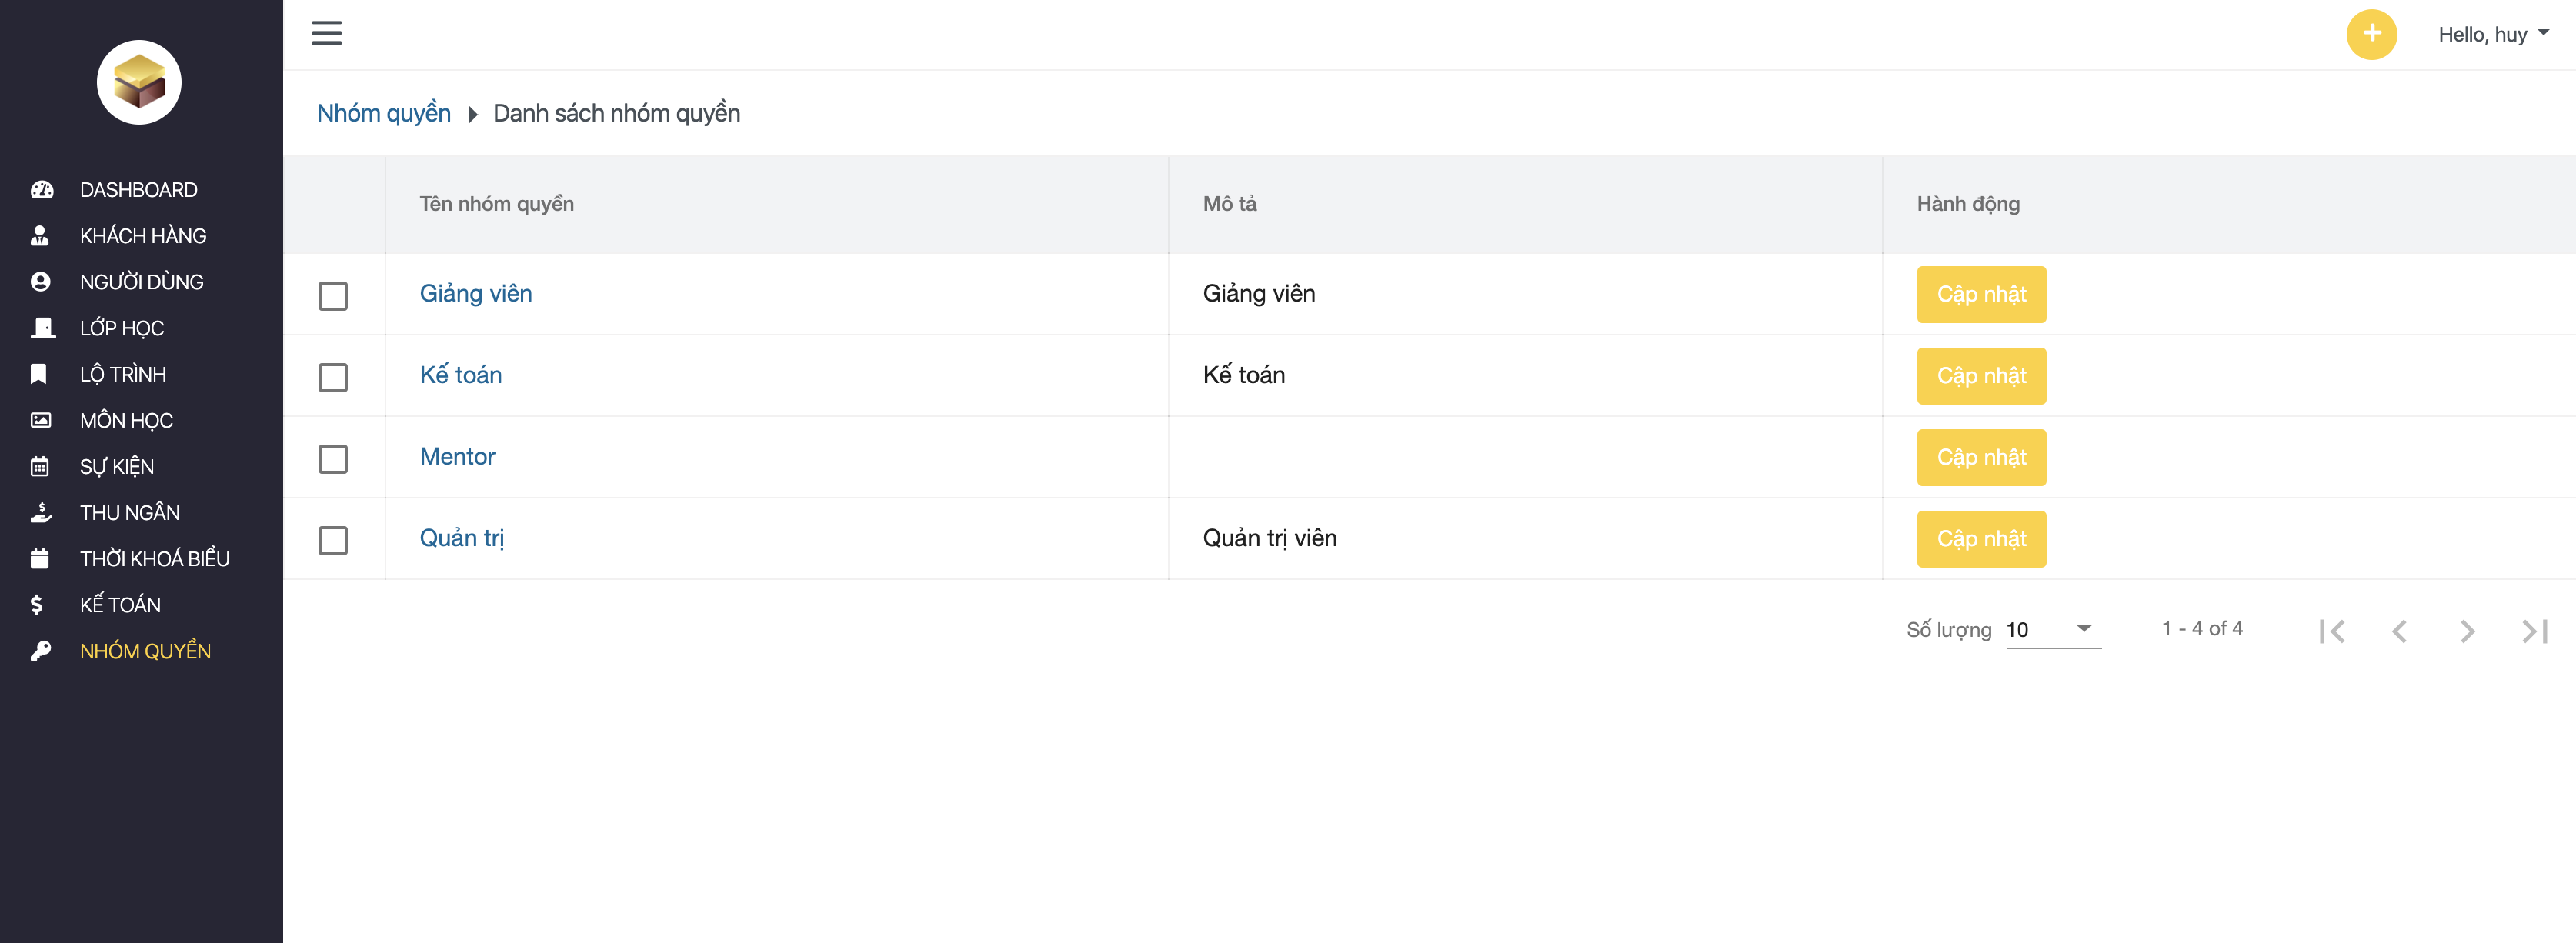 Hello, huy
Nhóm quyền Danh sách nhóm quyền
DASHBOARD
KHÁCH HÀNG
NGƯỜI DÙNG
LỚP HỌC
LỘ TRÌNH
MÔN HỌC
SỰ KIỆN
THU NGÂN
THỜI KHOÁ BIỂU
KẾ TOÁN
NHÓM QUYỀN
Tên nhóm quyền Mô tả Hành động
Giảng viên Giảng viên Cập nhật
Kế toán Kế toán Cập nhật
Mentor Cập nhật
Quản trị Quản trị viên Cập nhật
Số lượng 10 1 - 4 of 4